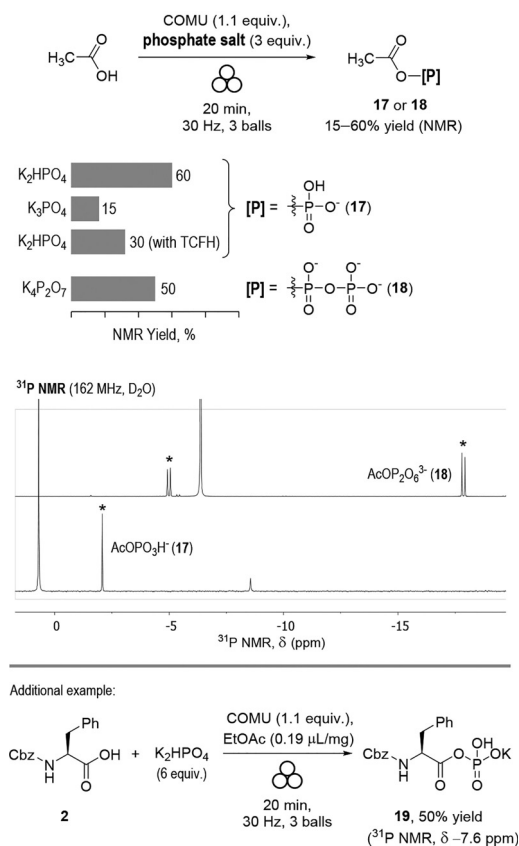 COMU (1.1 equiv.),
phosphate salt (3 equiv.)
20 min,
30 Hz, 3 balls
H₃C
O
OH
H₃C
O
O
[P]
17 or 18
15–60% yield (NMR)
K₂HPO₄ 60
K₃PO₄ 15
K₂HPO₄ 30 (with TCFH)
K₄P₂O₇ 50
NMR Yield, %
[P] =
OH
P
O⁻ (17)
O
[P] =
O⁻ O⁻
P O P O⁻ (18)
O O
³¹P NMR (162 MHz, D₂O)
* *
AcOP₂O₆³⁻ (18)
*
AcOPO₃H⁻ (17)
0 -5 -10 -15
³¹P NMR, δ (ppm)
Additional example:
Ph
Cbz
N
H
O
OH
2
+ K₂HPO₄
(6 equiv.)
COMU (1.1 equiv.),
EtOAc (0.19 μL/mg)
20 min,
30 Hz, 3 balls
Ph
Cbz
N
H
O
O
OH
P
OK
O
19, 50% yield
(³¹P NMR, δ –7.6 ppm)